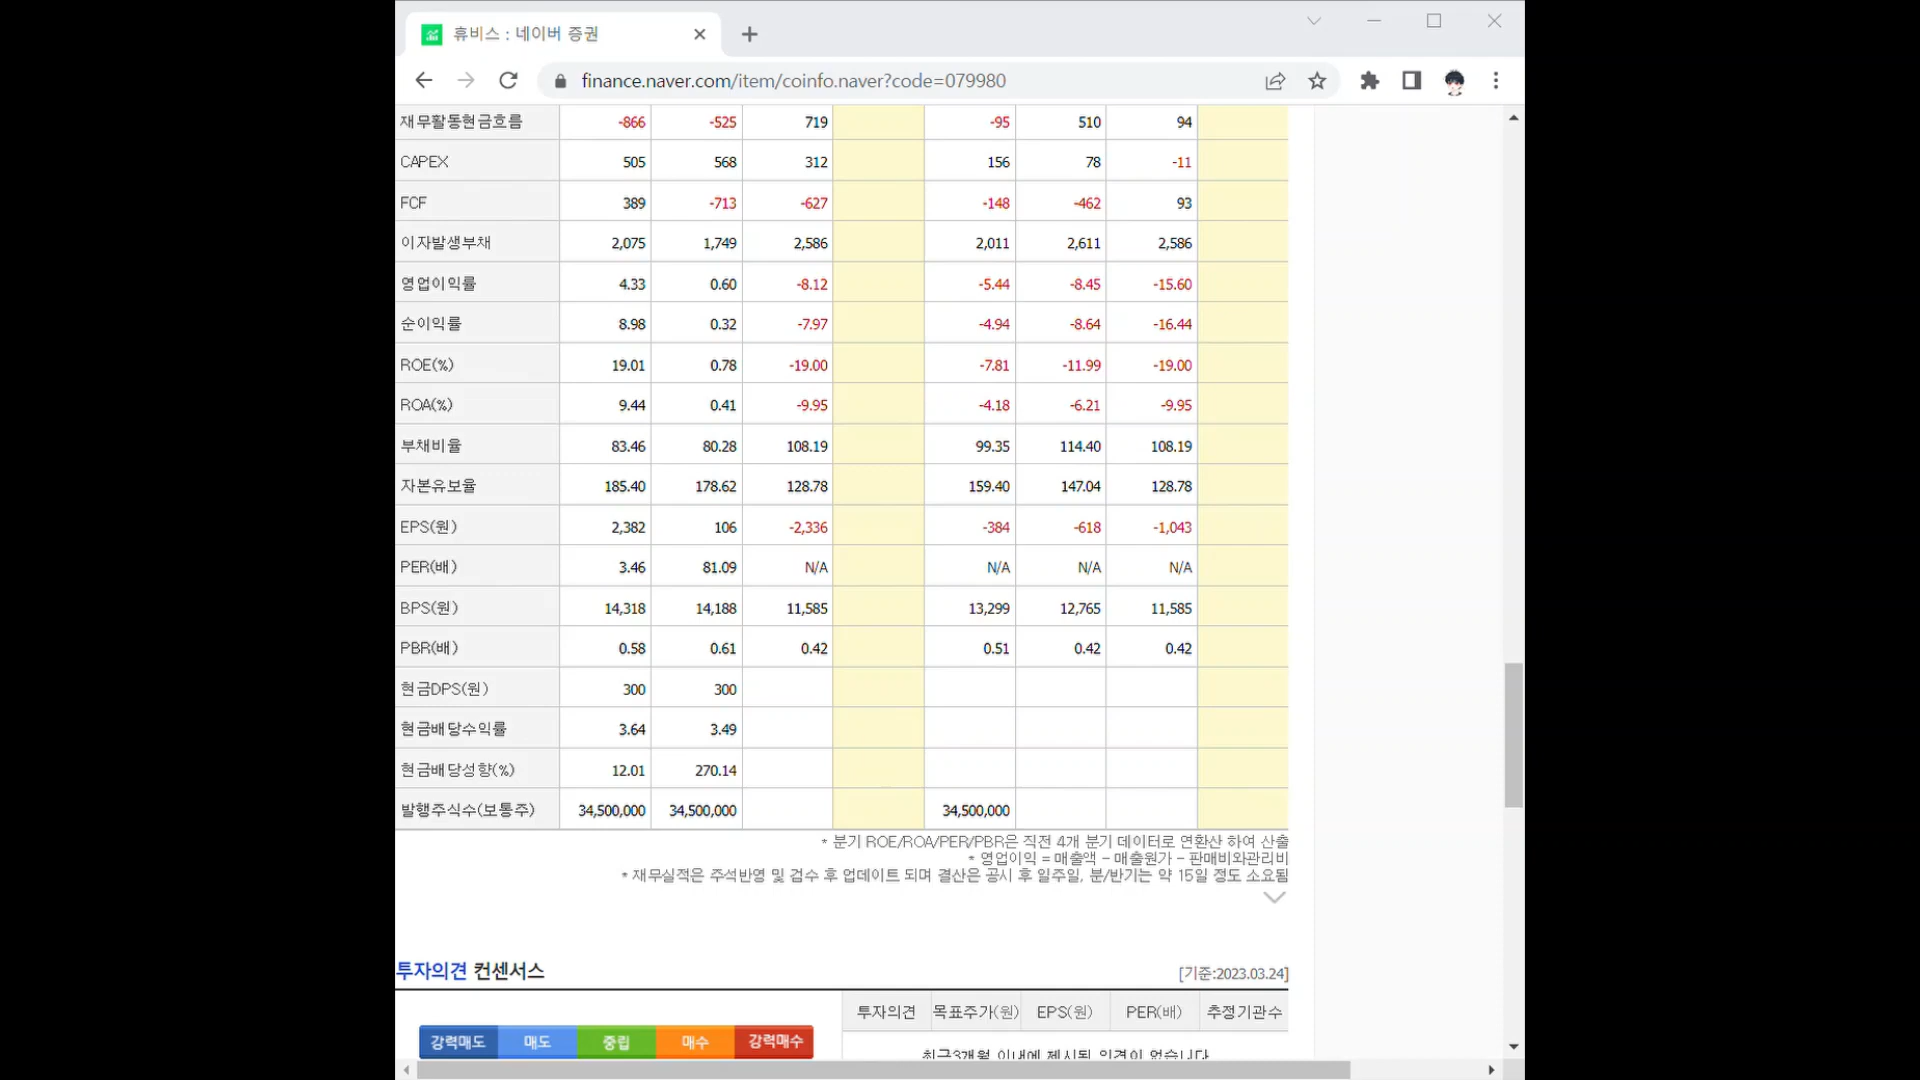 휴비스 : 네이버 증권
finance.naver.com/item/coinfo.naver?code=079980
재무활동현금흐름 -866 -525 719 -95 510 94
CAPEX 505 568 312 156 78 -11
FCF 389 -713 -627 -148 -462 93
이자발생부채 2,075 1,749 2,586 2,011 2,611 2,586
영업이익률 4.33 0.60 -8.12 -5.44 -8.45 -15.60
순이익률 8.98 0.32 -7.97 -4.94 -8.64 -16.44
ROE(%) 19.01 0.78 -19.00 -7.81 -11.99 -19.00
ROA(%) 9.44 0.41 -9.95 -4.18 -6.21 -9.95
부채비율 83.46 80.28 108.19 99.35 114.40 108.19
자본유보율 185.40 178.62 128.78 159.40 147.04 128.78
EPS(원) 2,382 106 -2,336 -384 -618 -1,043
PER(배) 3.46 81.09 N/A N/A N/A N/A
BPS(원) 14,318 14,188 11,585 13,299 12,765 11,585
PBR(배) 0.58 0.61 0.42 0.51 0.42 0.42
현금DPS(원) 300 300
현금배당수익률 3.64 3.49
현금배당성향(%) 12.01 270.14
발행주식수(보통주) 34,500,000 34,500,000 34,500,000
* 분기 ROE/ROA/PER/PBR은 직전 4개 분기 데이터로 연환산 하여 산출
* 영업이익 = 매출액 - 매출원가 - 판매비와관리비
* 재무실적은 주석반영 및 검수 후 업데이트 되며 결산은 공시 후 일주일, 분/반기는 약 15일 정도 소요됨
투자의견 컨센서스 [기준:2023.03.24]
투자의견 목표주가(원) EPS(원) PER(배) 추정기관수
강력매도 매도 중립 매수 강력매수
최근3개월 이내에 제시된 의견이 없습니다